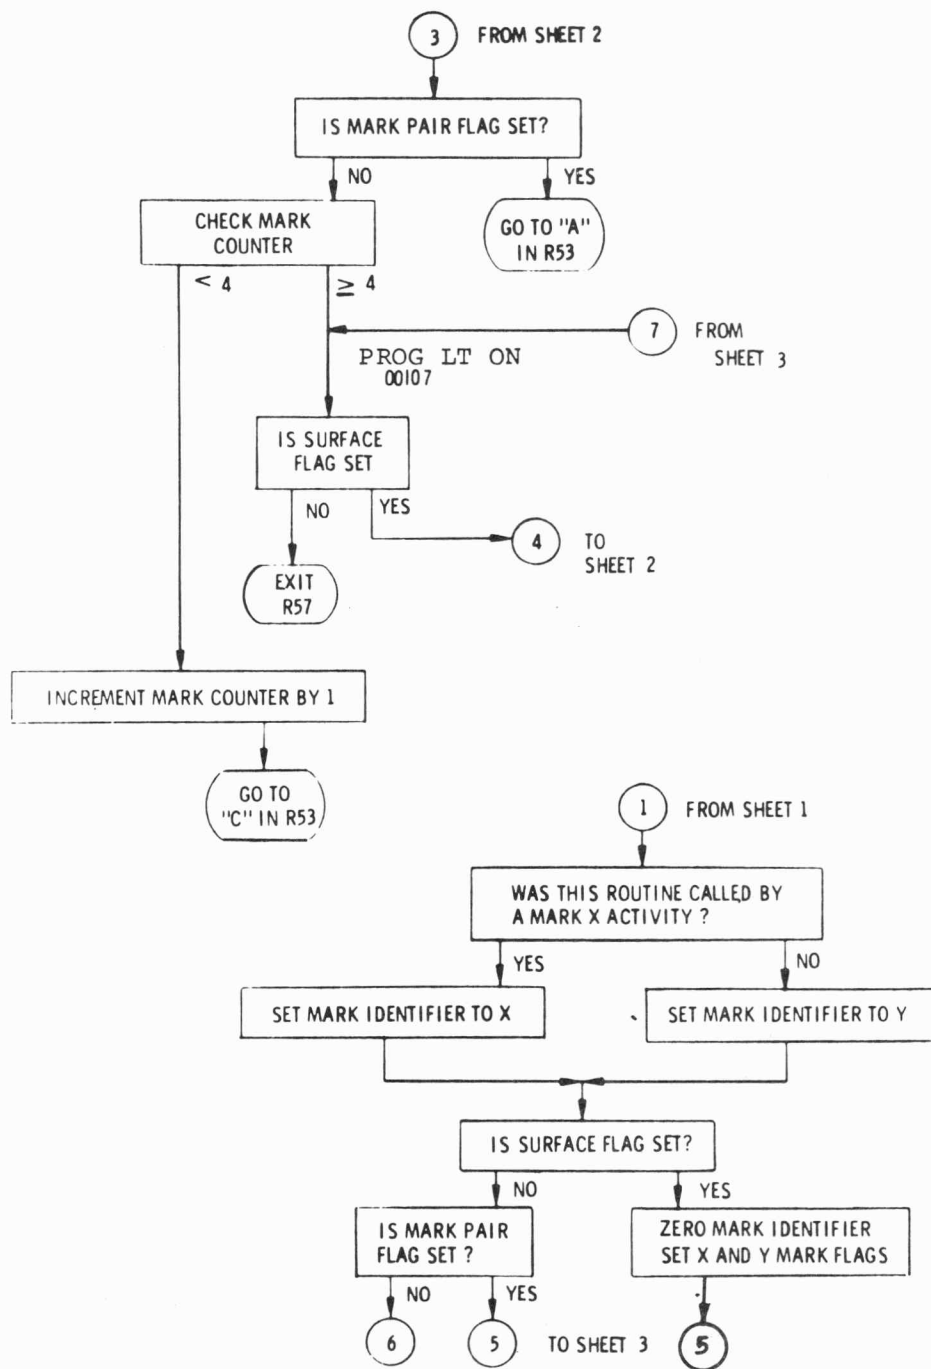 3 FROM SHEET 2
IS MARK PAIR FLAG SET?
NO
YES
CHECK MARK
COUNTER
GO TO "A"
IN R53
< 4
≥ 4
7 FROM
SHEET 3
PROG LT ON
00107
IS SURFACE
FLAG SET
NO
YES
4 TO
SHEET 2
EXIT
R57
INCREMENT MARK COUNTER BY 1
GO TO
"C" IN R53
1 FROM SHEET 1
WAS THIS ROUTINE CALLED BY
A MARK X ACTIVITY ?
YES
NO
SET MARK IDENTIFIER TO X
SET MARK IDENTIFIER TO Y
IS SURFACE FLAG SET?
NO
YES
IS MARK PAIR
FLAG SET ?
ZERO MARK IDENTIFIER
SET X AND Y MARK FLAGS
NO
YES
6 5 TO SHEET 3 5